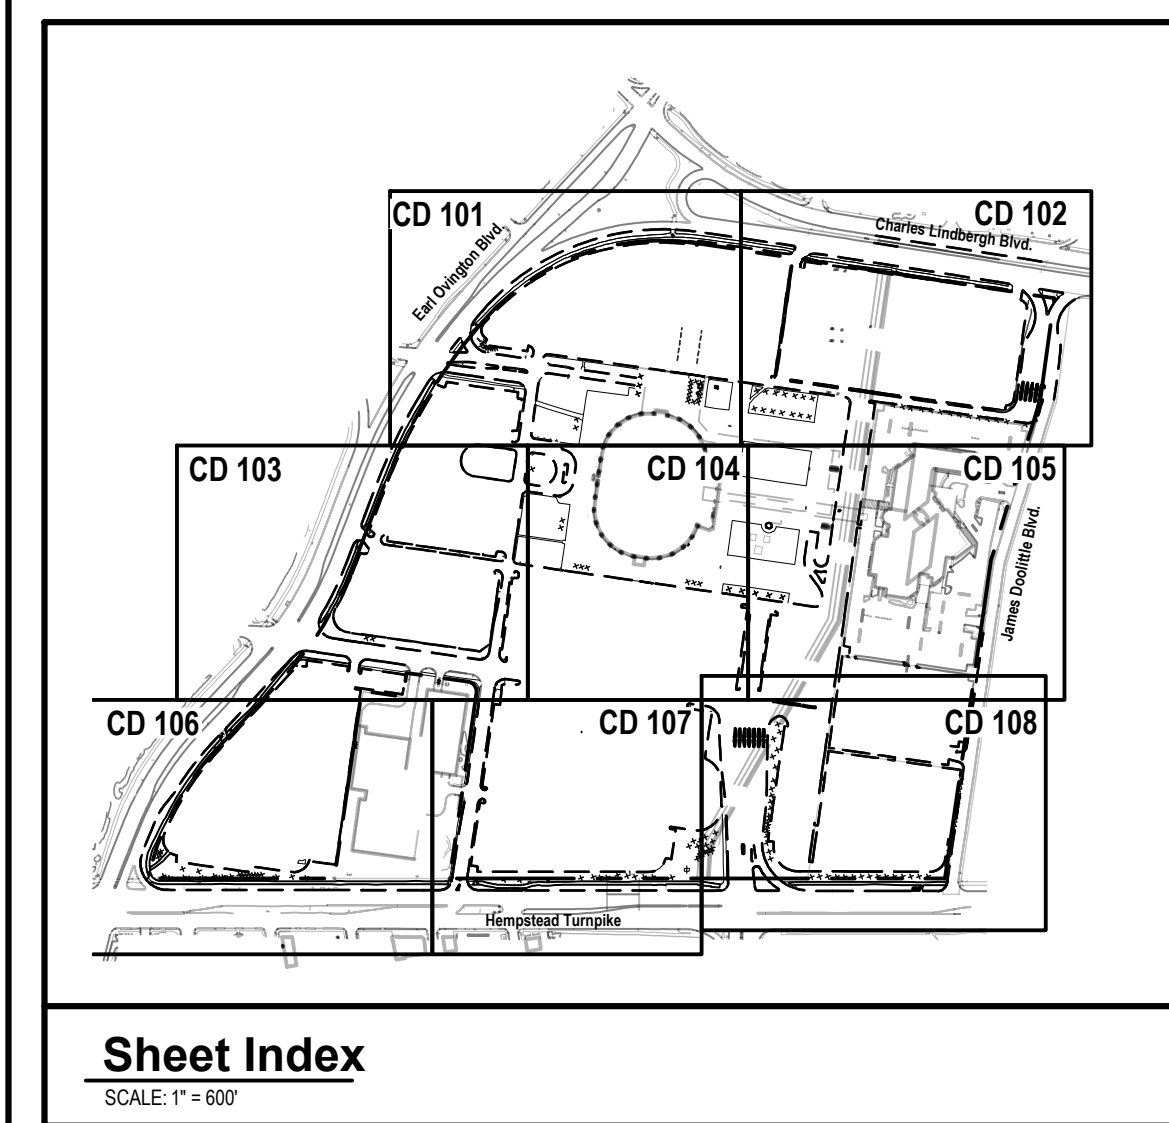 CD 101
CD 102
Charles Lindbergh Blvd.
Earl Ovington Blvd.
CD 103
CD 104
CD 105
James Doolittle Blvd.
CD 106
CD 107
CD 108
Hempstead Turnpike
Sheet Index
SCALE: 1" = 600'